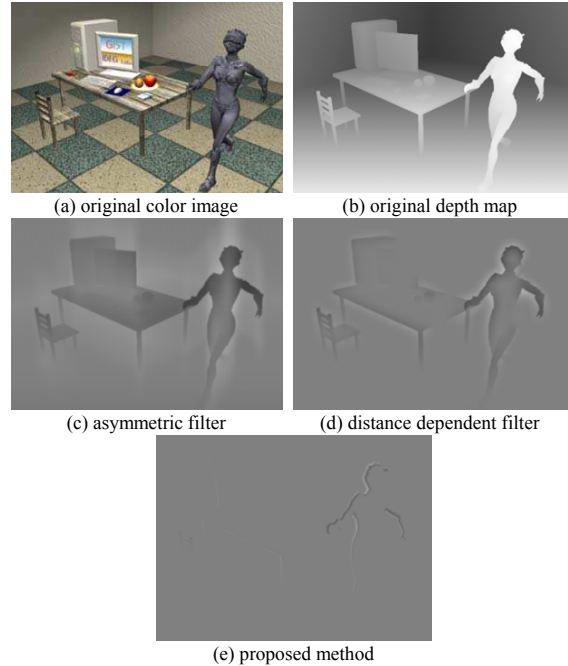 (a) original color image
(b) original depth map
(c) asymmetric filter
(d) distance dependent filter
(e) proposed method